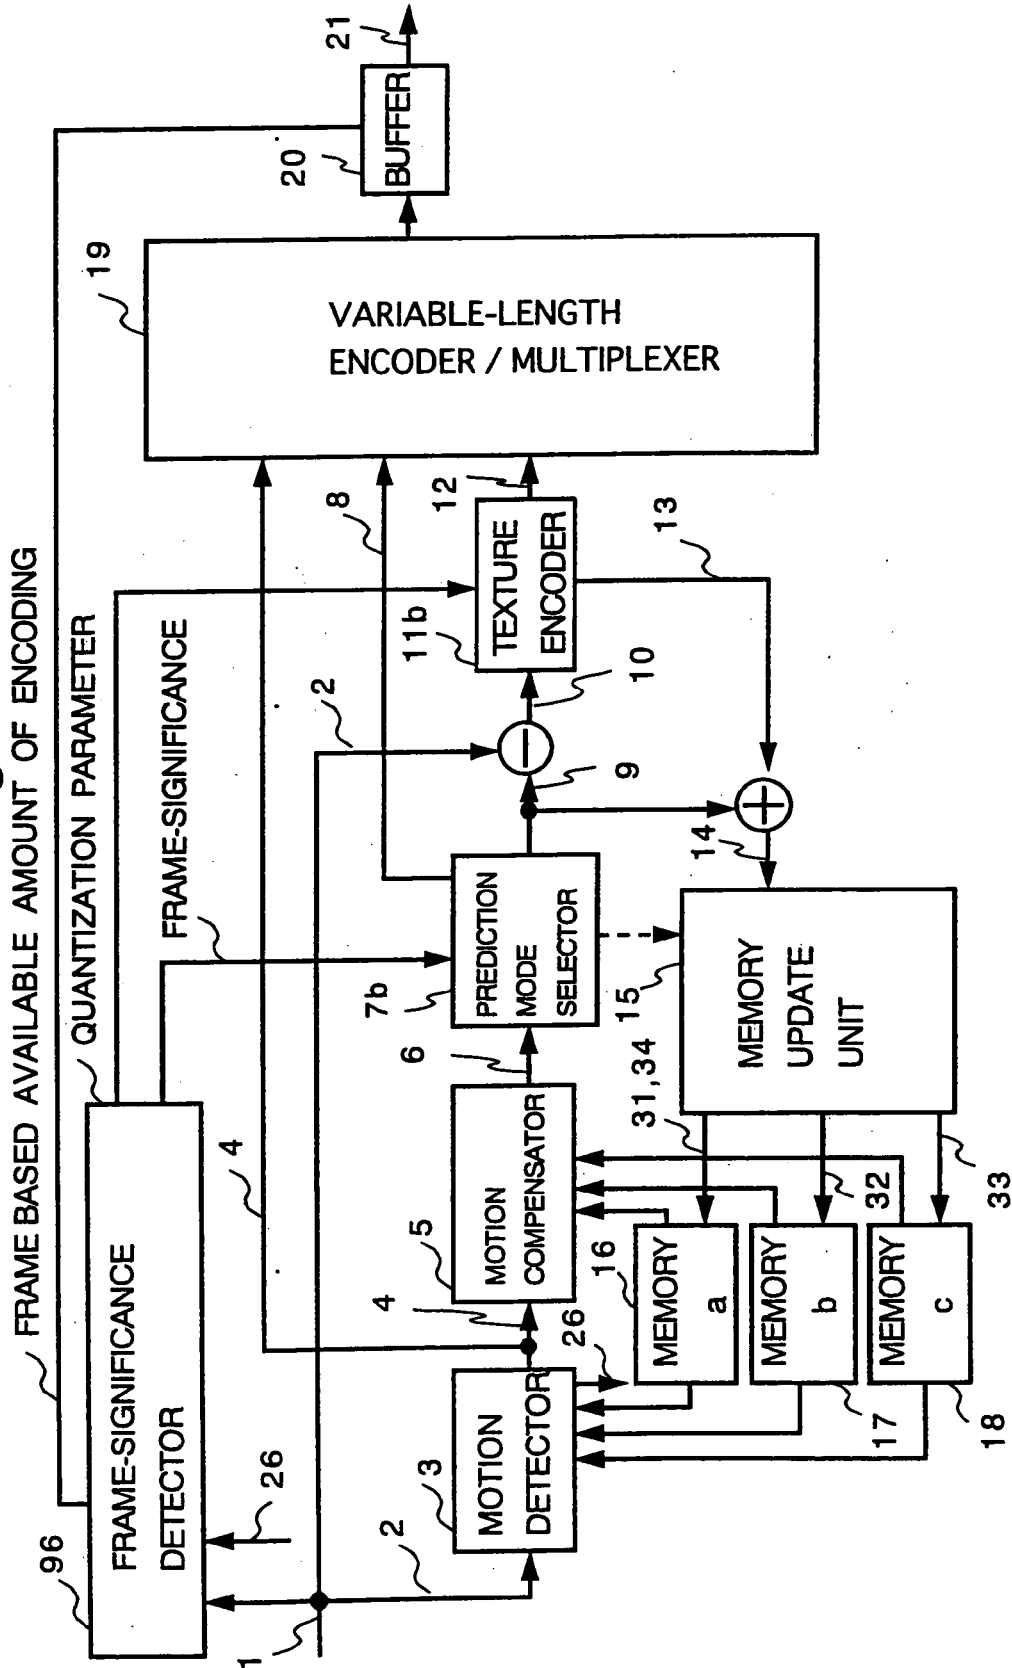 FRAME BASED AVAILABLE AMOUNT OF ENCODING
QUANTIZATION PARAMETER
FRAME-SIGNIFICANCE
96
FRAME-SIGNIFICANCE
DETECTOR
26
1
2
4
2
8
3
MOTION
DETECTOR
4
26
5
MOTION
COMPENSATOR
6
7b
PREDICTION
MODE
SELECTOR
9
10
11b
TEXTURE
ENCODER
12
13
14
15
MEMORY
UPDATE
UNIT
31,34
32
33
16
MEMORY
a
MEMORY
b
17
MEMORY
c
18
19
VARIABLE-LENGTH
ENCODER / MULTIPLEXER
20
BUFFER
21